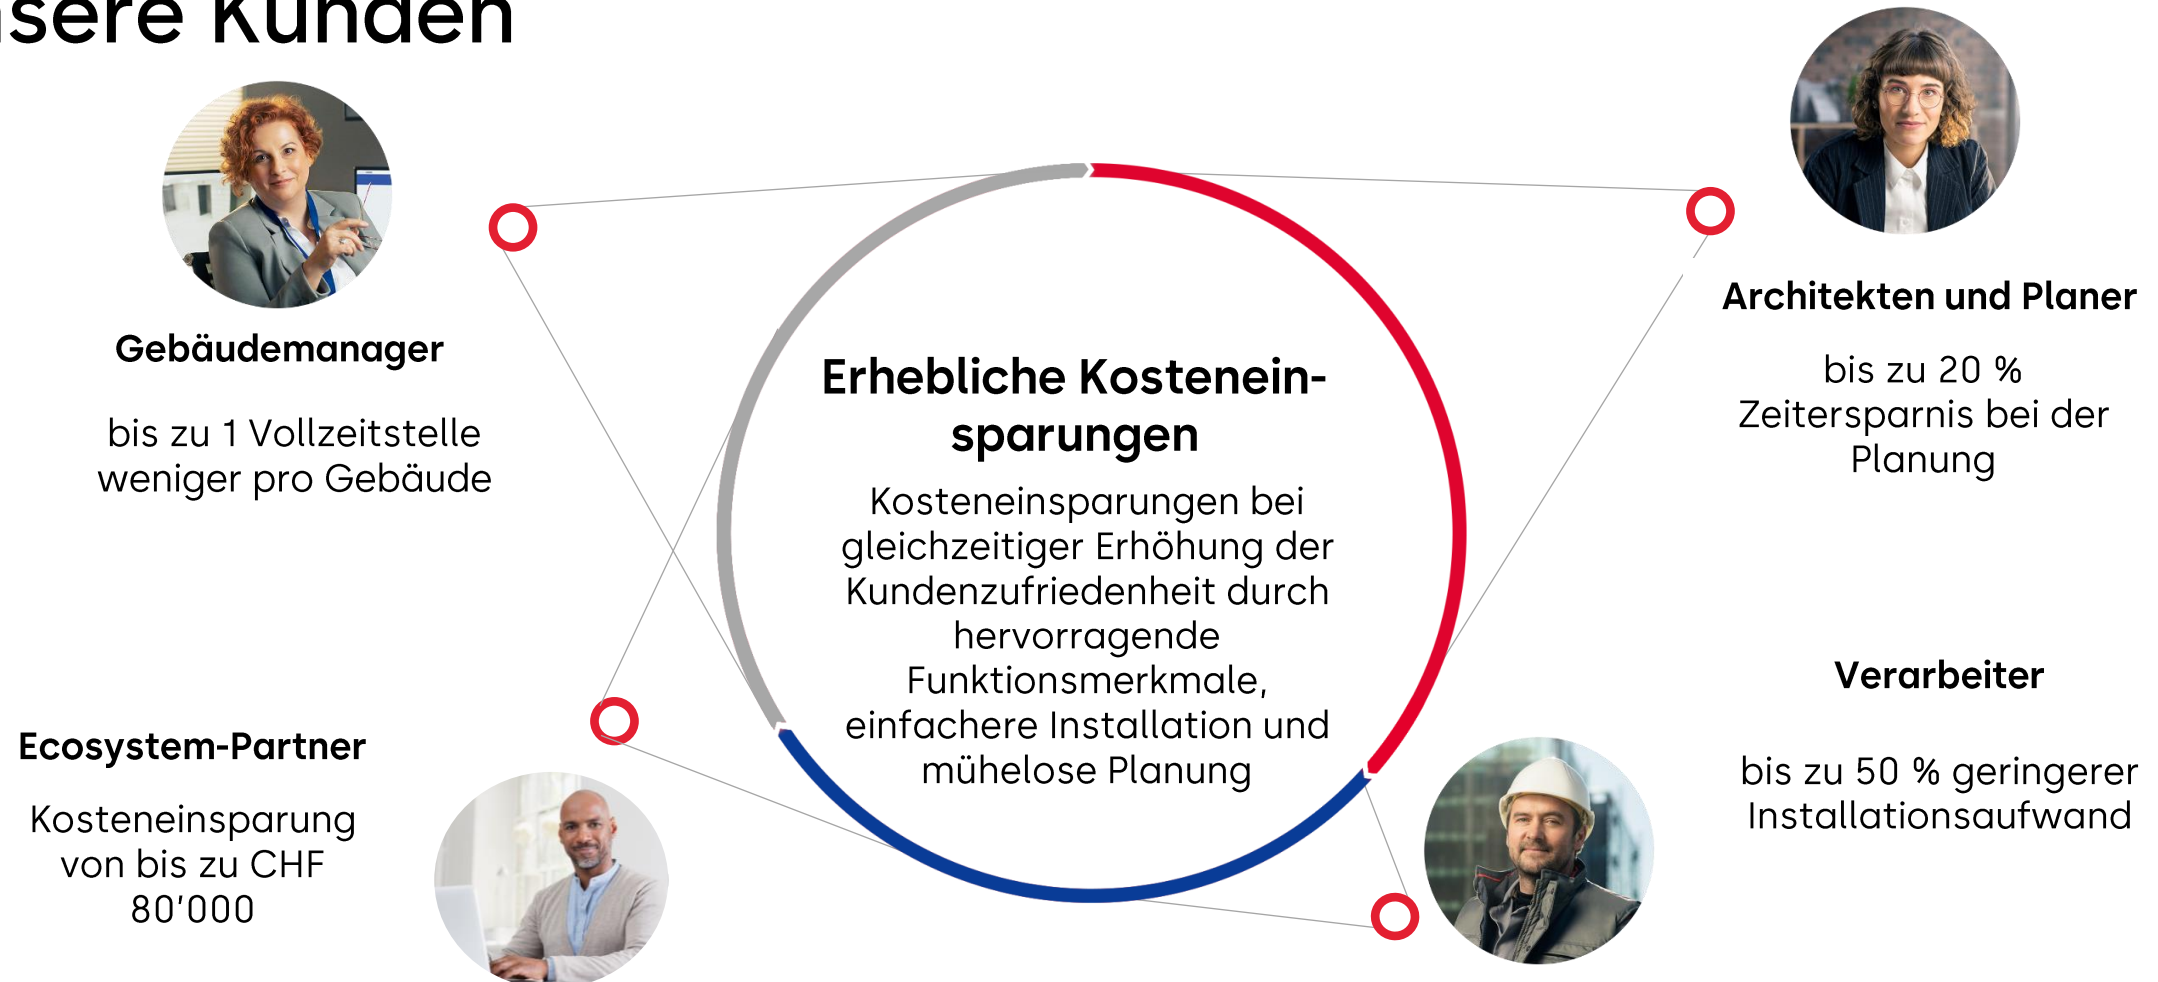 sere Kunden
Gebäudemanager
bis zu 1 Vollzeitstelle
weniger pro Gebäude
Ecosystem-Partner
Kosteneinsparung
von bis zu CHF
80’000
Erhebliche Kostenein-
sparungen
Kosteneinsparungen bei
gleichzeitiger Erhöhung der
Kundenzufriedenheit durch
hervorragende
Funktionsmerkmale,
einfachere Installation und
mühelose Planung
Architekten und Planer
bis zu 20 %
Zeitersparnis bei der
Planung
Verarbeiter
bis zu 50 % geringerer
Installationsaufwand